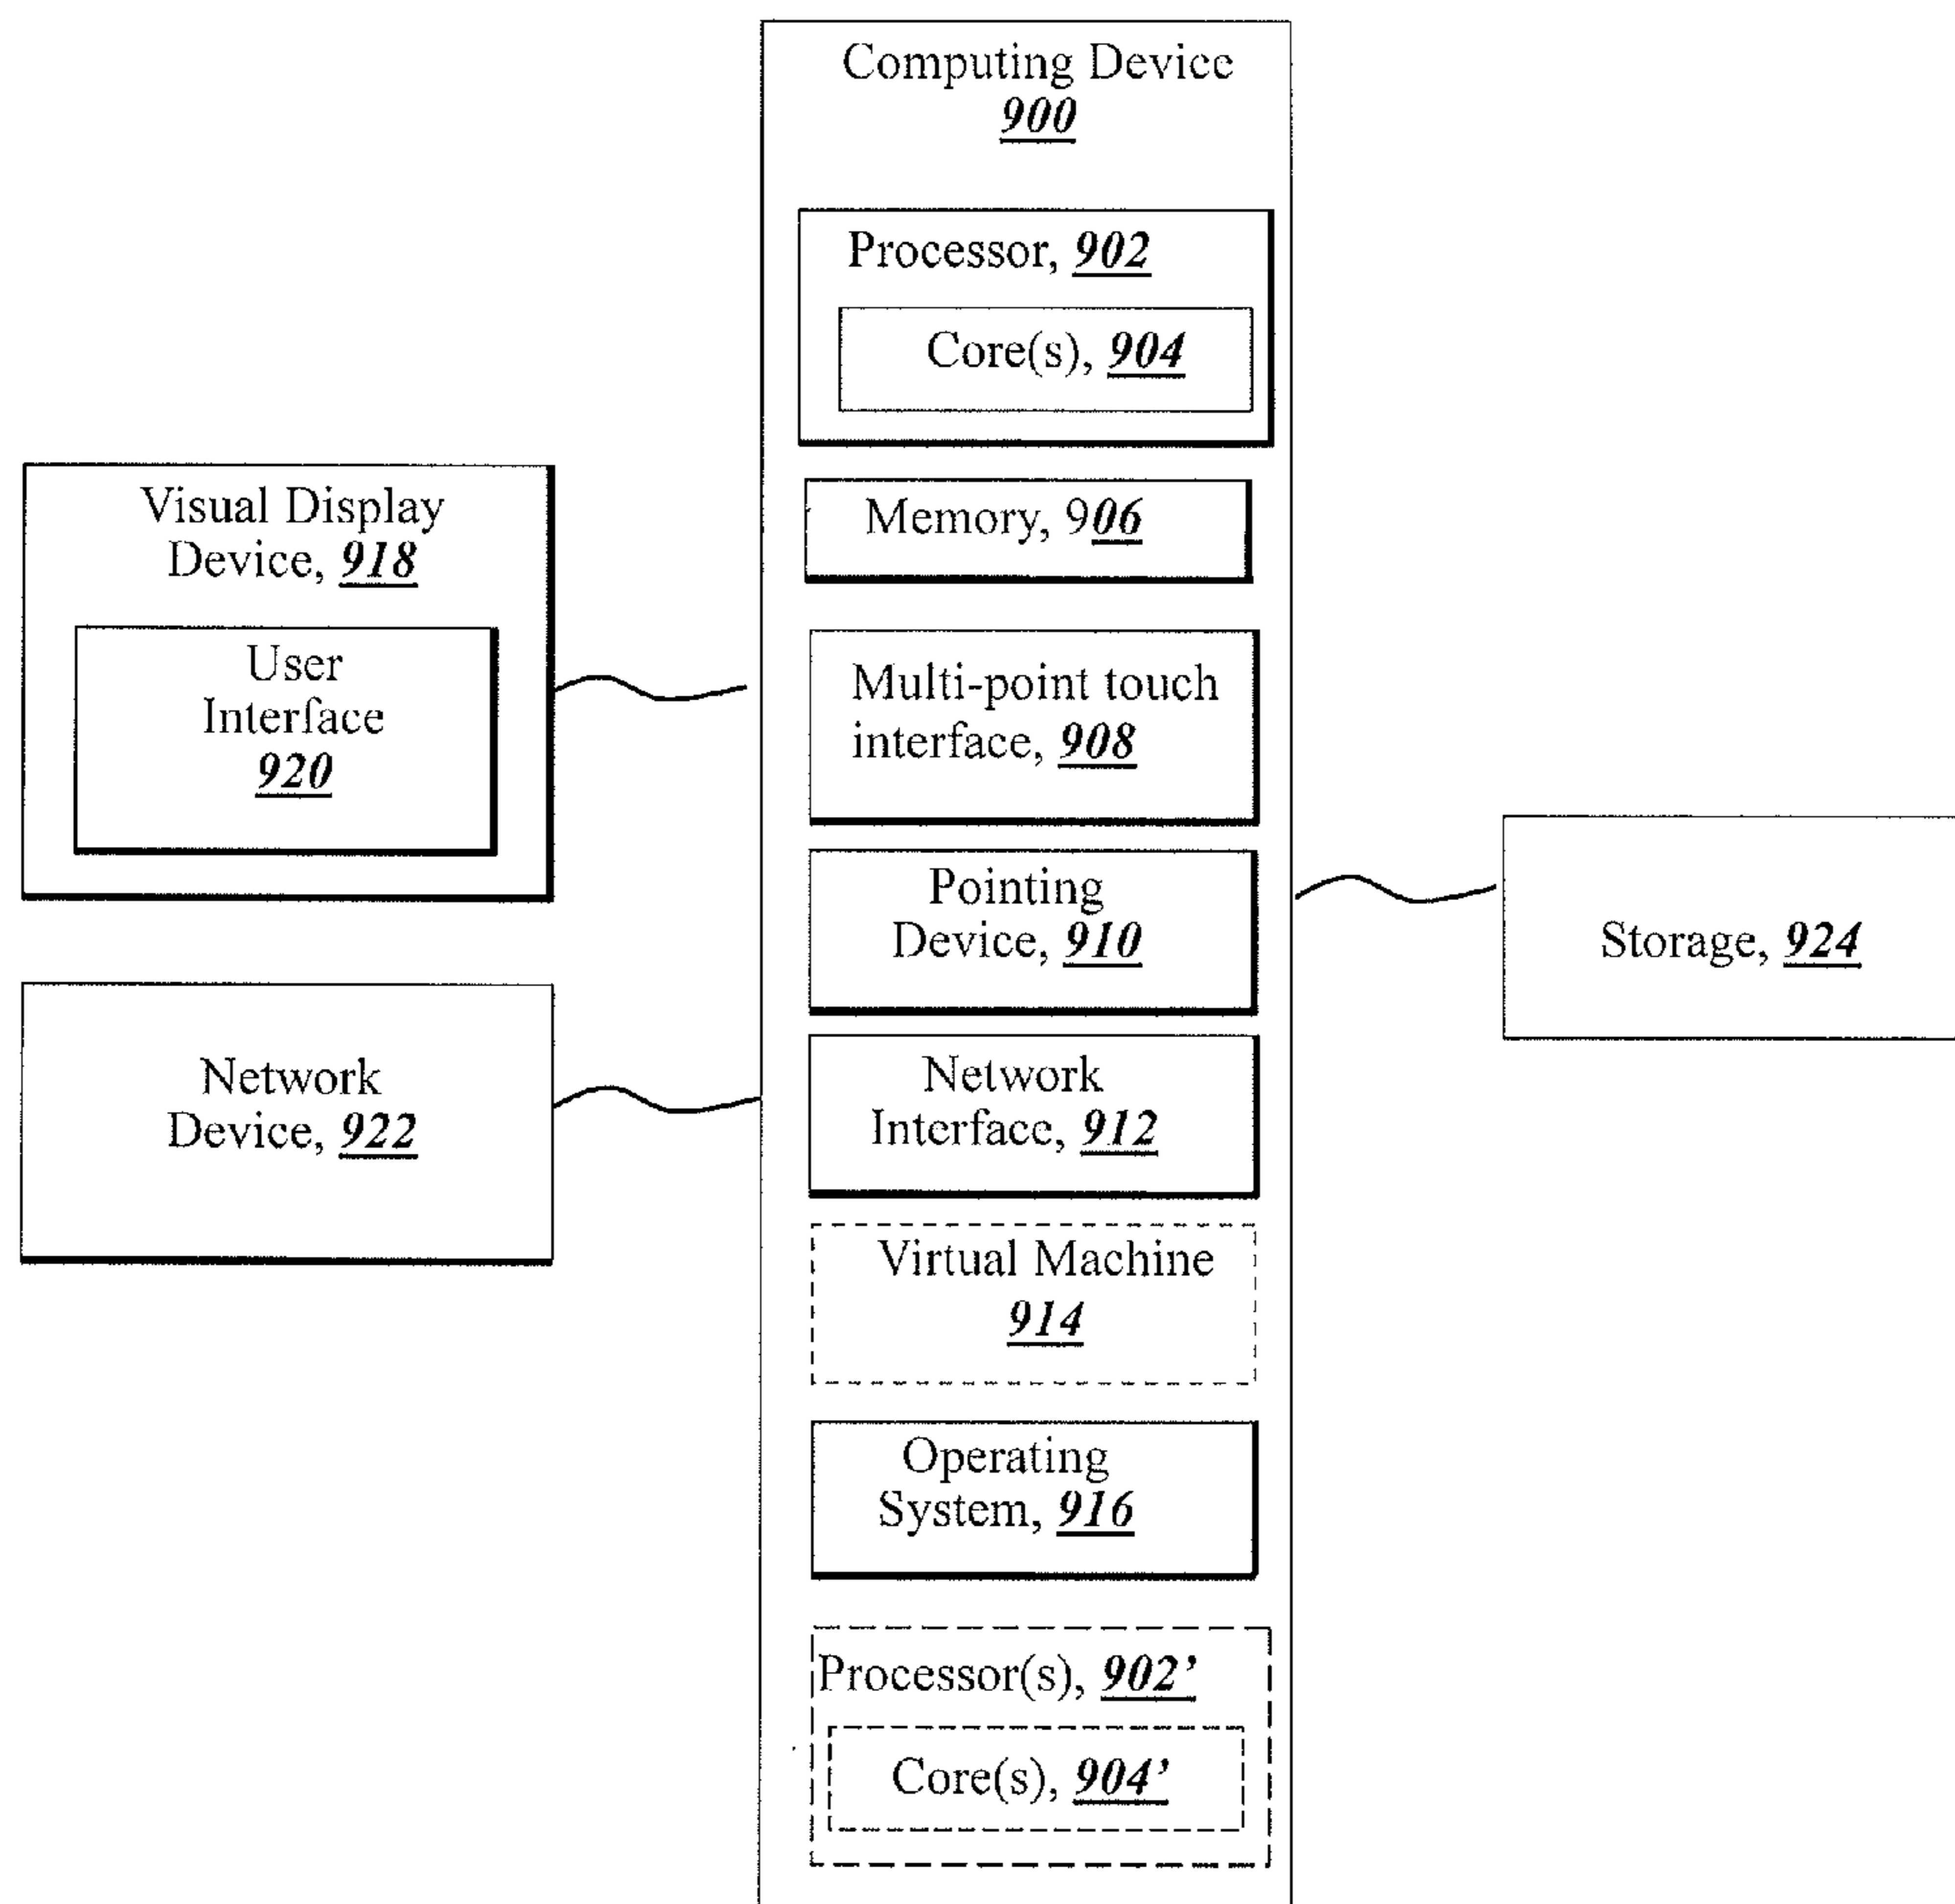 Computing Device
900
Processor, 902
Core(s), 904
Memory, 906
Multi-point touch
interface, 908
Pointing
Device, 910
Network
Interface, 912
Virtual Machine
914
Operating
System, 916
Processor(s), 902’
Core(s), 904’
Visual Display
Device, 918
User
Interface
920
Network
Device, 922
Storage, 924